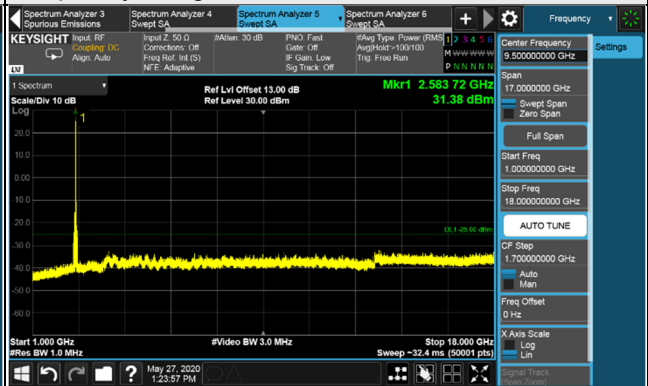 Spectrum Analyzer 3
Spurious Emissions
Spectrum Analyzer 4
Swept SA
Spectrum Analyzer 5
Swept SA
Spectrum Analyzer 6
Swept SA
+
Frequency
KEYSIGHT
Input: RF
Coupling: DC
Align: Auto
Input Z: 50 Ω
Corrections: Off
Freq Ref: Int (S)
NFE: Adaptive
#Atten: 30 dB
PNO: Fast
Gate: Off
IF Gain: Low
Sig Track: Off
#Avg Type: Power (RMS
Avg|Hold:>100/100
Trig: Free Run
1 2 3 4 5 6
M W W W W W
P N N N N N
LXI
Center Frequency
9.500000000 GHz
Settings
Span
17.0000000 GHz
Swept Span
Zero Span
Full Span
Start Freq
1.000000000 GHz
Stop Freq
18.000000000 GHz
AUTO TUNE
CF Step
1.700000000 GHz
Auto
Man
Freq Offset
0 Hz
X Axis Scale
Log
Lin
Signal Track
(Span Zoom)
1 Spectrum
Scale/Div 10 dB
Log
Ref Lvl Offset 13.00 dB
Ref Level 30.00 dBm
Mkr1 2.583 72 GHz
31.38 dBm
1
20.0
10.0
0.00
-10.0
-20.0
-30.0
-40.0
-50.0
-60.0
DL1 -25.00 dBm
Start 1.000 GHz
#Res BW 1.0 MHz
#Video BW 3.0 MHz
Stop 18.000 GHz
Sweep ~32.4 ms (50001 pts)
?
May 27, 2020
1:23:57 PM